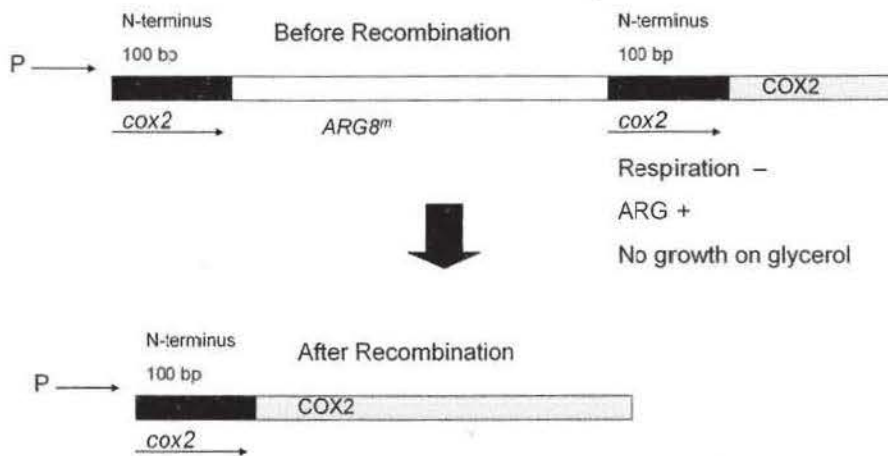 N-terminus
Before Recombination
N-terminus
100 bp
100 bp
P
COX2
cox2
ARG8ᵐ
cox2
Respiration –
ARG +
No growth on glycerol
N-terminus
After Recombination
100 bp
P
COX2
cox2